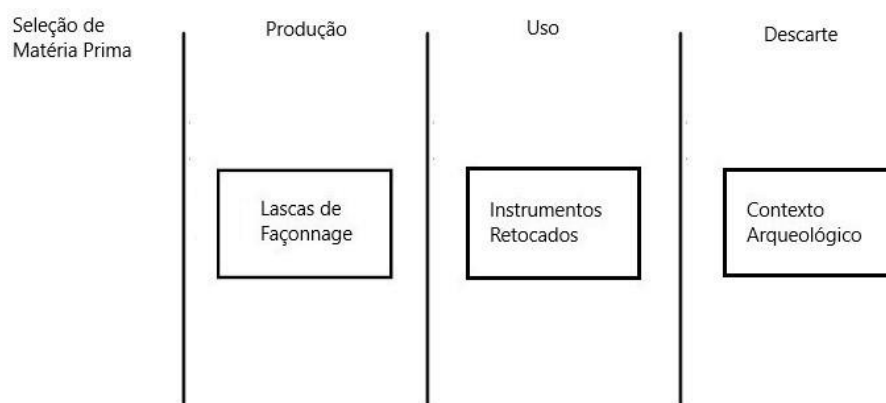 Seleção de
Matéria Prima
Produção
Uso
Descarte
Lascas de
Façonnage
Instrumentos
Retocados
Contexto
Arqueológico